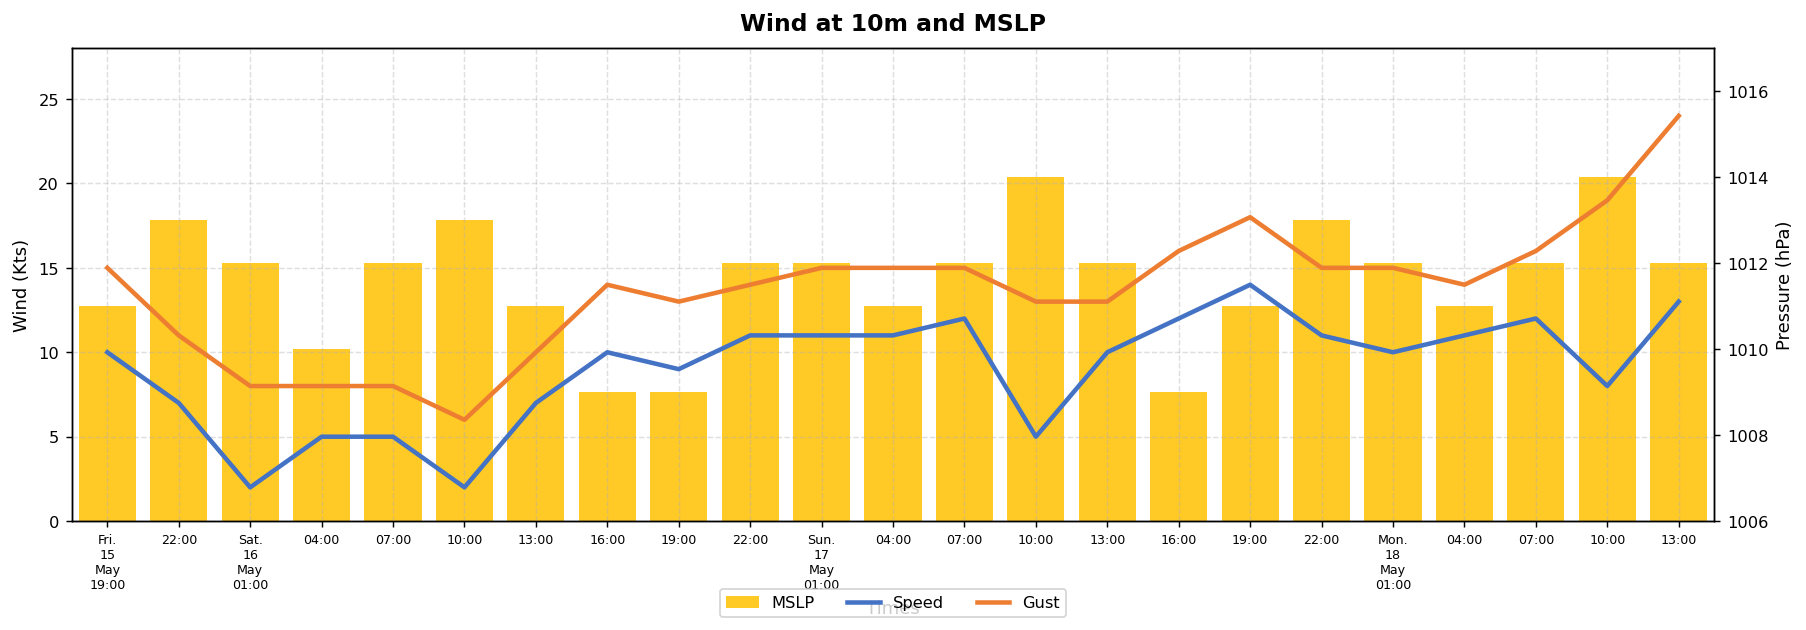 Wind at 10m and MSLP
25
20
15
10
5
0
Wind (Kts)
1016
1014
1012
1010
1008
1006
Pressure (hPa)
Fri.
15
May
19:00
22:00
Sat.
16
May
01:00
04:00
07:00
10:00
13:00
16:00
19:00
22:00
Sun.
17
May
01:00
04:00
07:00
10:00
13:00
16:00
19:00
22:00
Mon.
18
May
01:00
04:00
07:00
10:00
13:00
Times
MSLP
Speed
Gust